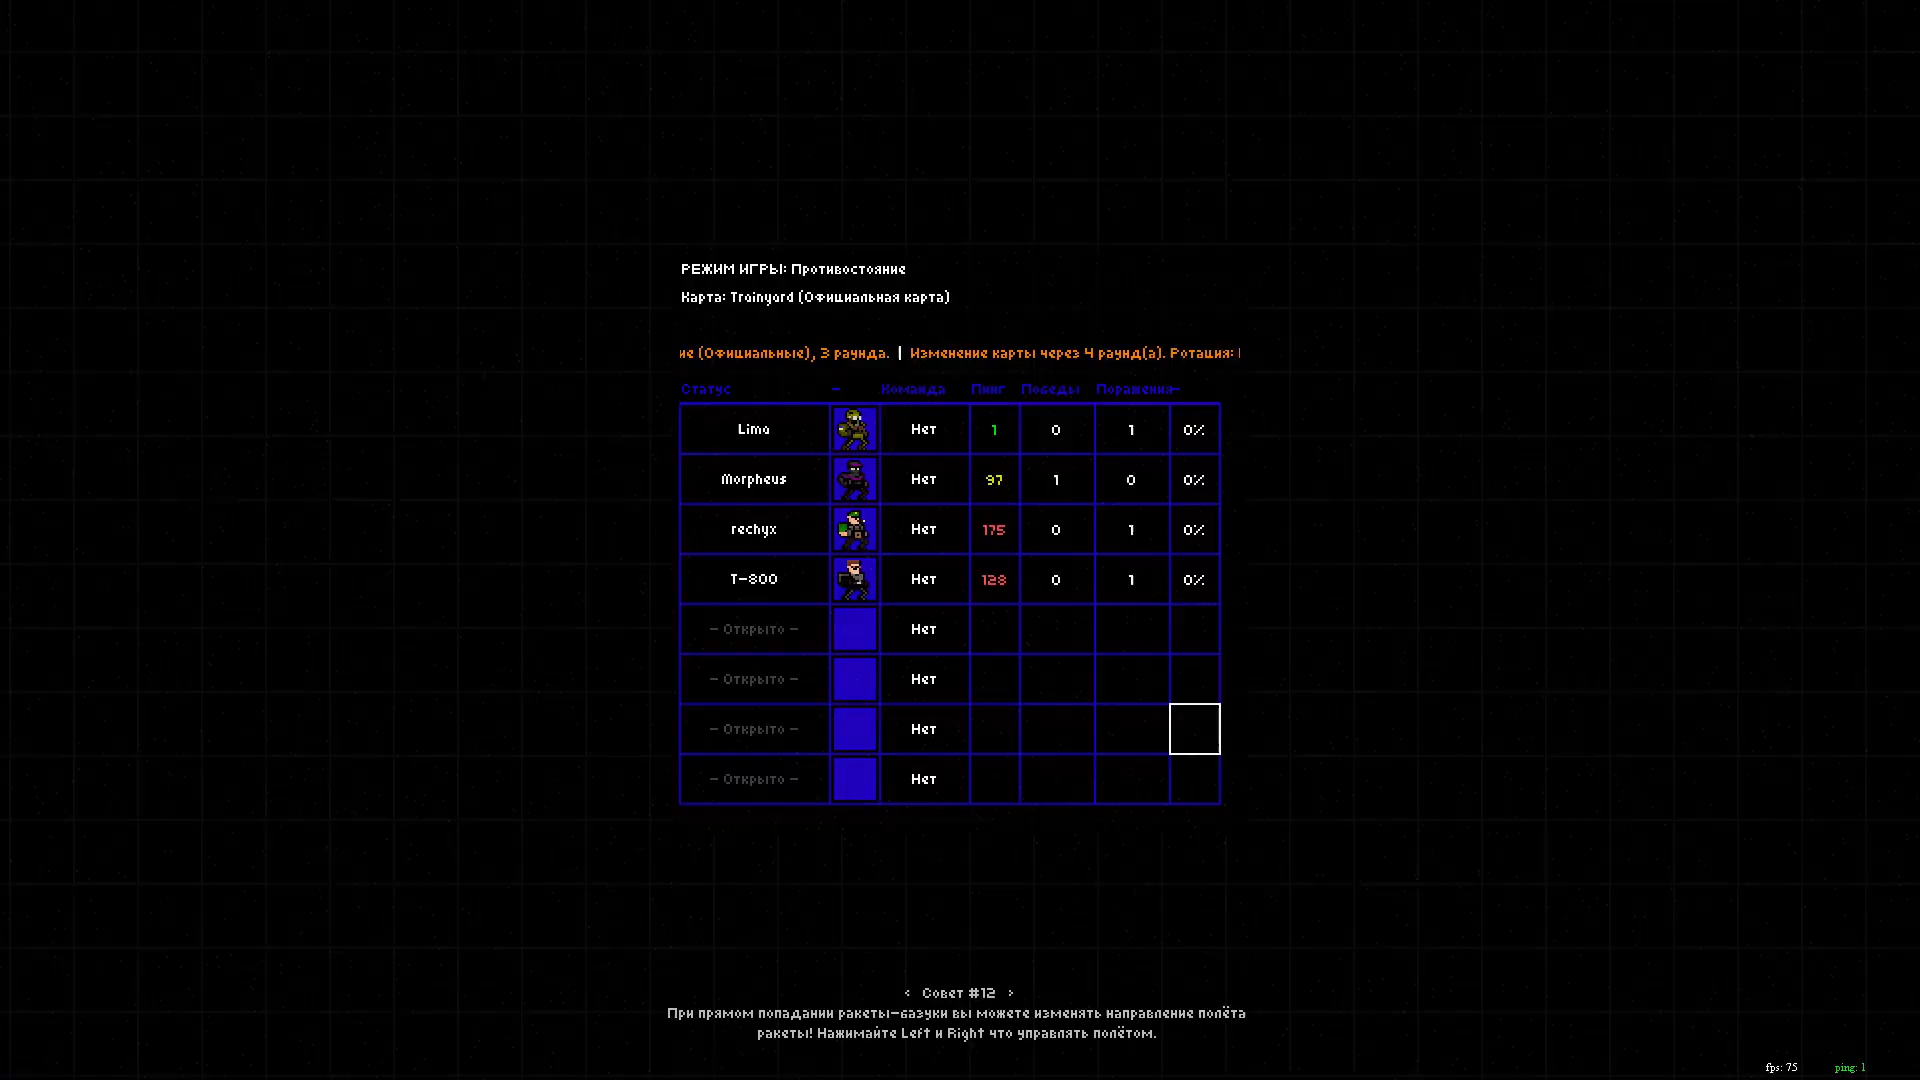 РЕЖИМ ИГРЫ: Противостояние
Карта: Trainyard (Официальная карта)
ие (Официальные), 3 раунда. | Изменение карты через 4 раунд(а). Ротация:
Статус – Команда Пинг Победы Поражения–
Lima Нет 1 0 1 0%
Morpheus Нет 97 1 0 0%
rechyx Нет 175 0 1 0%
T-800 Нет 128 0 1 0%
– Открыто – Нет
– Открыто – Нет
– Открыто – Нет
– Открыто – Нет
< Совет #12 >
При прямом попадании ракеты-базуки вы можете изменять направление полёта
ракеты! Нажимайте Left и Right что управлять полётом.
fps: 75 ping: 1